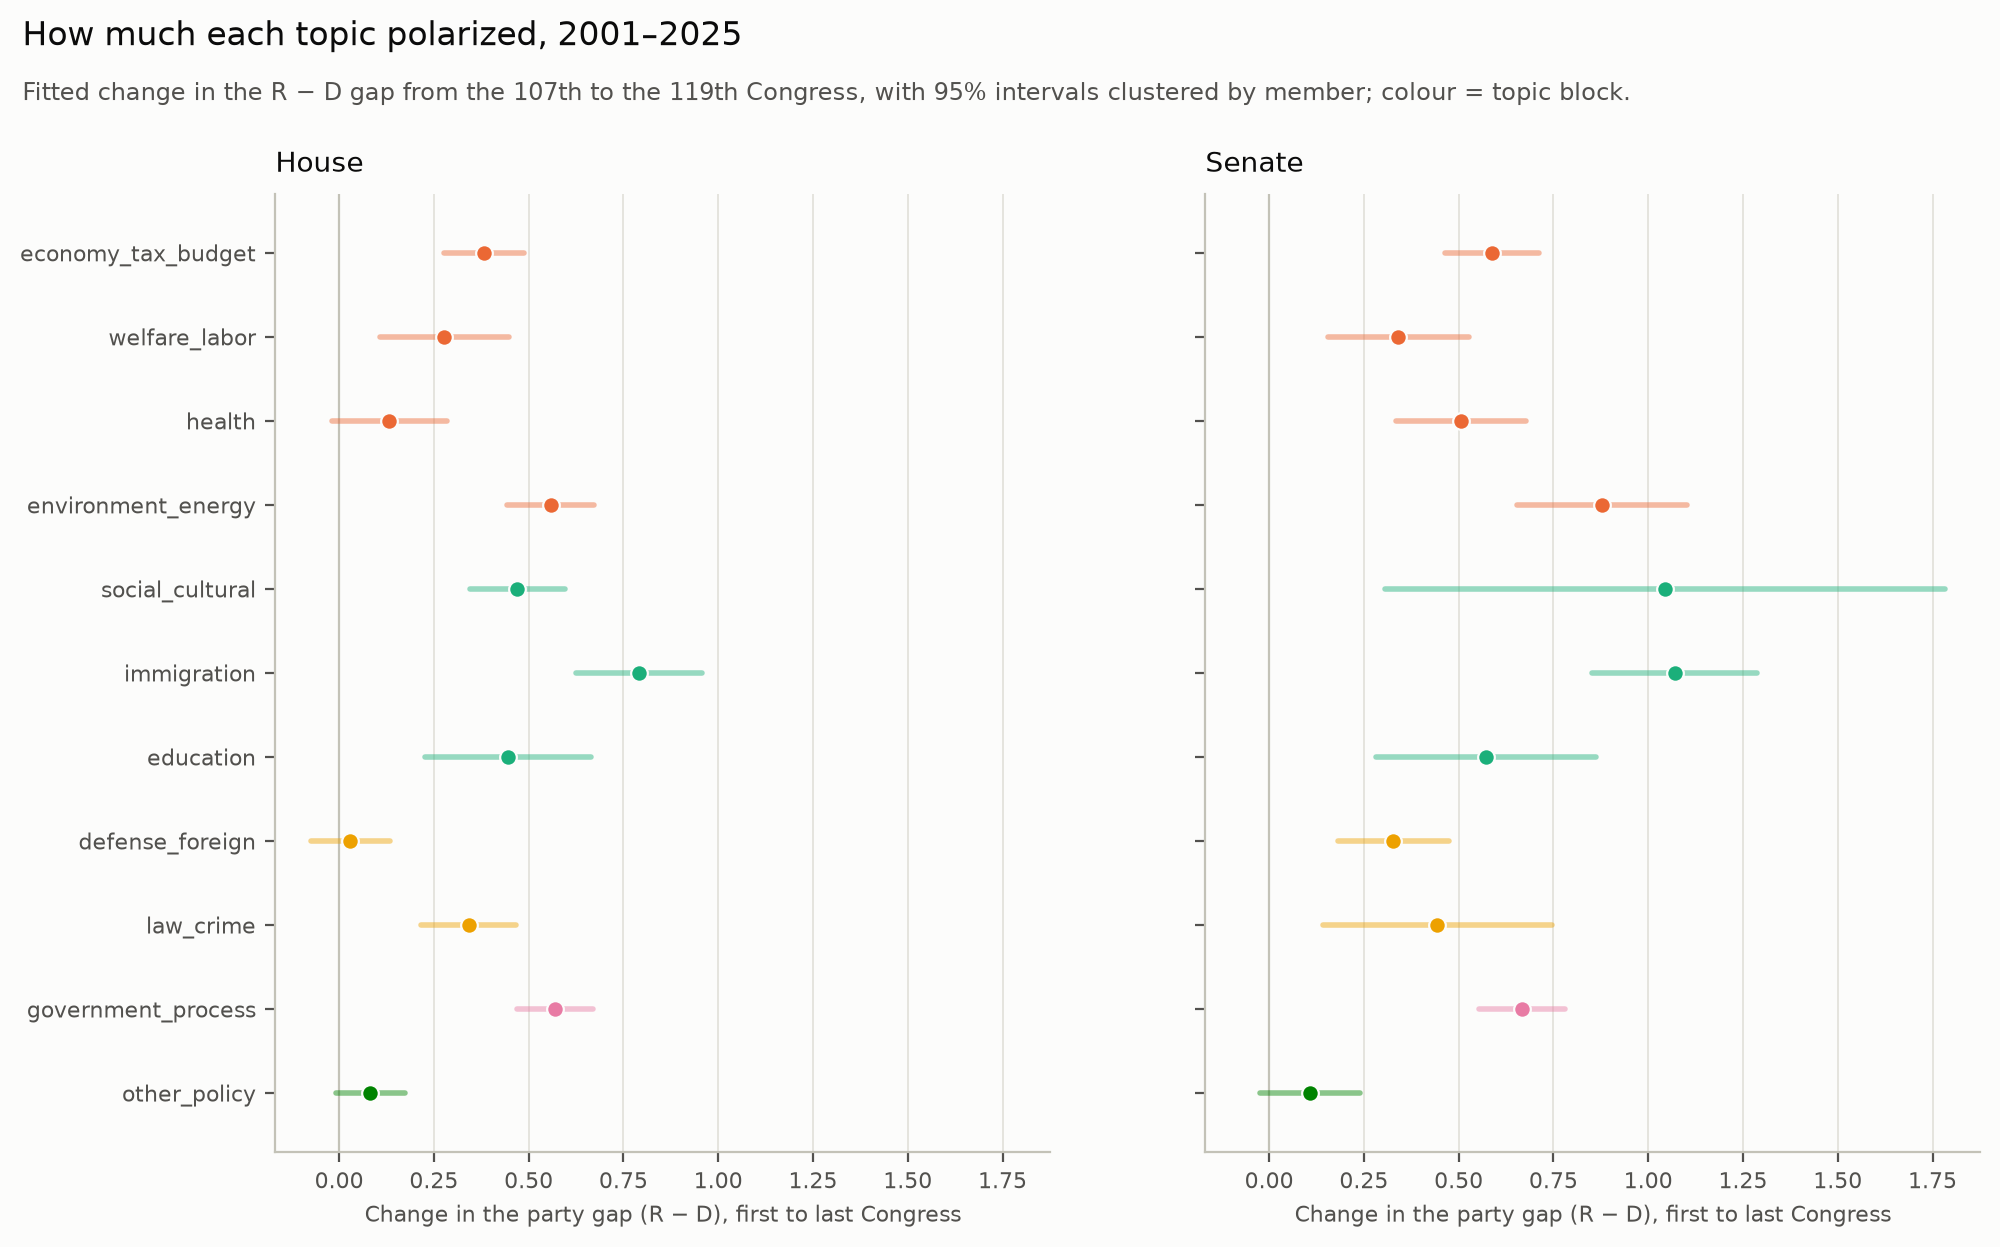 How much each topic polarized, 2001–2025
Fitted change in the R − D gap from the 107th to the 119th Congress, with 95% intervals clustered by member; colour = topic block.
House
Senate
economy_tax_budget
welfare_labor
health
environment_energy
social_cultural
immigration
education
defense_foreign
law_crime
government_process
other_policy
0.00 0.25 0.50 0.75 1.00 1.25 1.50 1.75
0.00 0.25 0.50 0.75 1.00 1.25 1.50 1.75
Change in the party gap (R − D), first to last Congress
Change in the party gap (R − D), first to last Congress